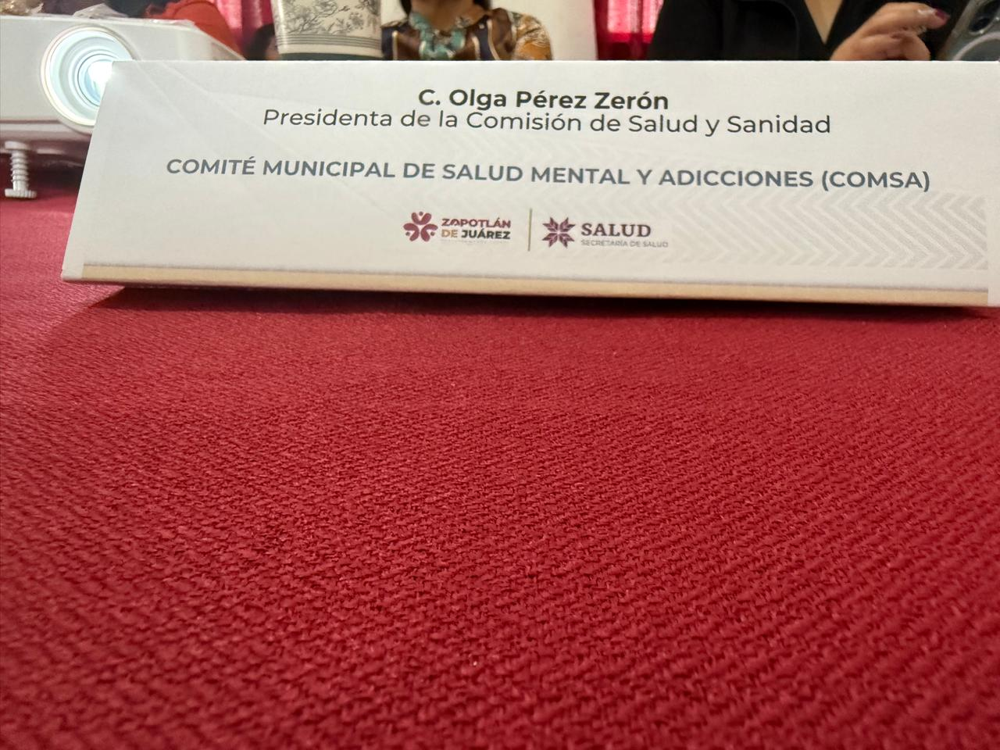 C. Olga Pérez Zerón
Presidenta de la Comisión de Salud y Sanidad
COMITÉ MUNICIPAL DE SALUD MENTAL Y ADICCIONES (COMSA)
ZAPOTLÁN
DE JUÁREZ
SALUD
SECRETARÍA DE SALUD